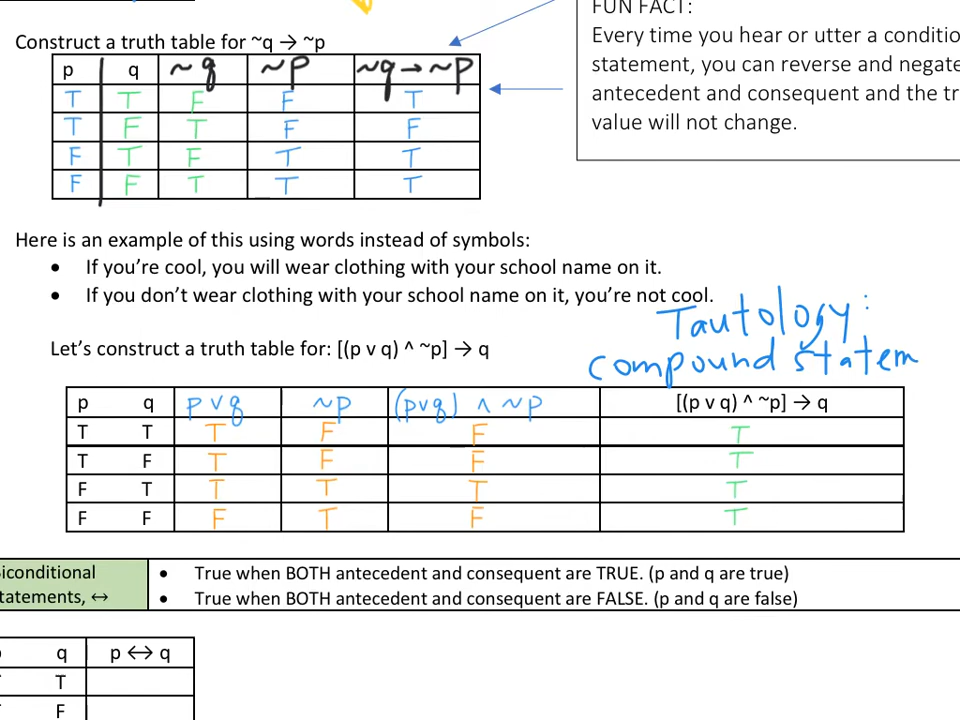 FUN FACT:
Every time you hear or utter a conditio
statement, you can reverse and negate
antecedent and consequent and the tr
value will not change.
Construct a truth table for ~q → ~p
p q ~q ~p ~q → ~p
T T F F T
T F T F F
F T F T T
F F T T T
Here is an example of this using words instead of symbols:
• If you're cool, you will wear clothing with your school name on it.
• If you don't wear clothing with your school name on it, you're not cool.
Tautology:
compound statem
Let's construct a truth table for: [(p v q) ^ ~p] → q
p q p v q ~p (p v q) ^ ~p [(p v q) ^ ~p] → q
T T T F F T
T F T F F T
F T T T T T
F F F T F T
iconditional
tatements, ↔
• True when BOTH antecedent and consequent are TRUE. (p and q are true)
• True when BOTH antecedent and consequent are FALSE. (p and q are false)
q p ↔ q
T
F